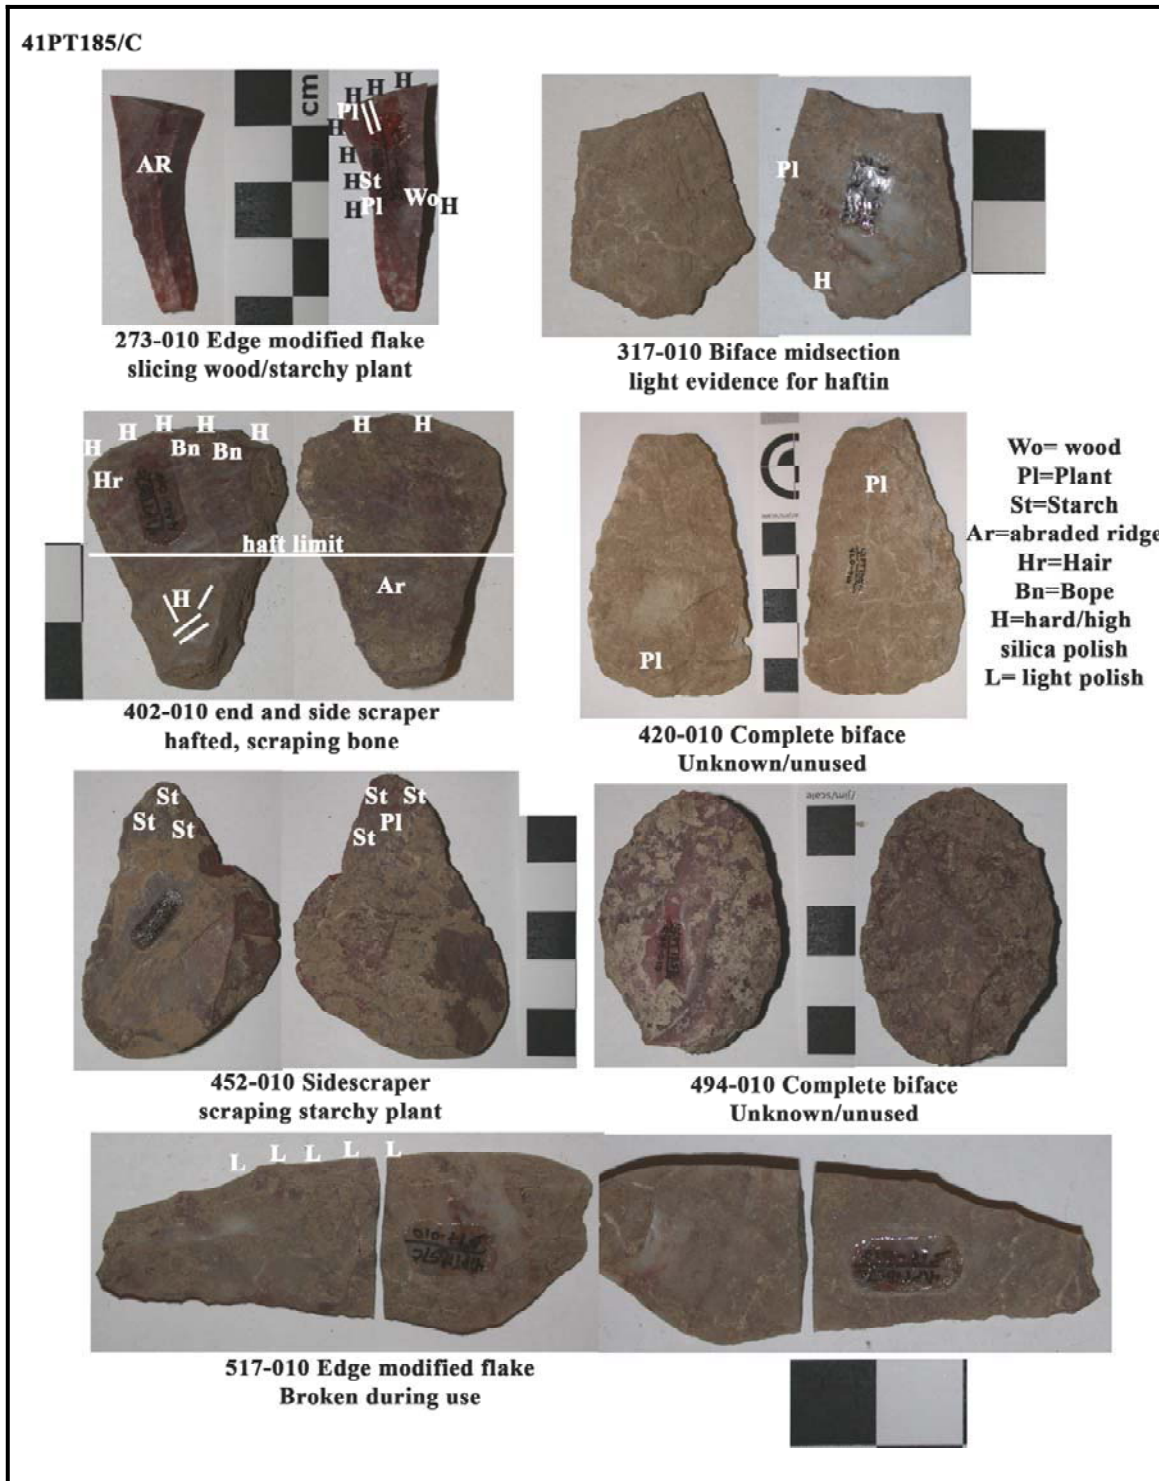 41PT185/C
cm
H H H
Pl
H
H
AR
St
H
Wo H
H Pl
273-010 Edge modified flake
slicing wood/starchy plant
Pl
H
317-010 Biface midsection
light evidence for haftin
H H H H H
Bn Bn
Hr
H H
haft limit
H
Ar
402-010 end and side scraper
hafted, scraping bone
Pl
Pl
420-010 Complete biface
Unknown/unused
Wo= wood
Pl=Plant
St=Starch
Ar=abraded ridge
Hr=Hair
Bn=Bope
H=hard/high
silica polish
L= light polish
St
St St
St St
Pl
St
452-010 Sidescraper
scraping starchy plant
/jim/scale
494-010 Complete biface
Unknown/unused
L L L L L
517-010 Edge modified flake
Broken during use